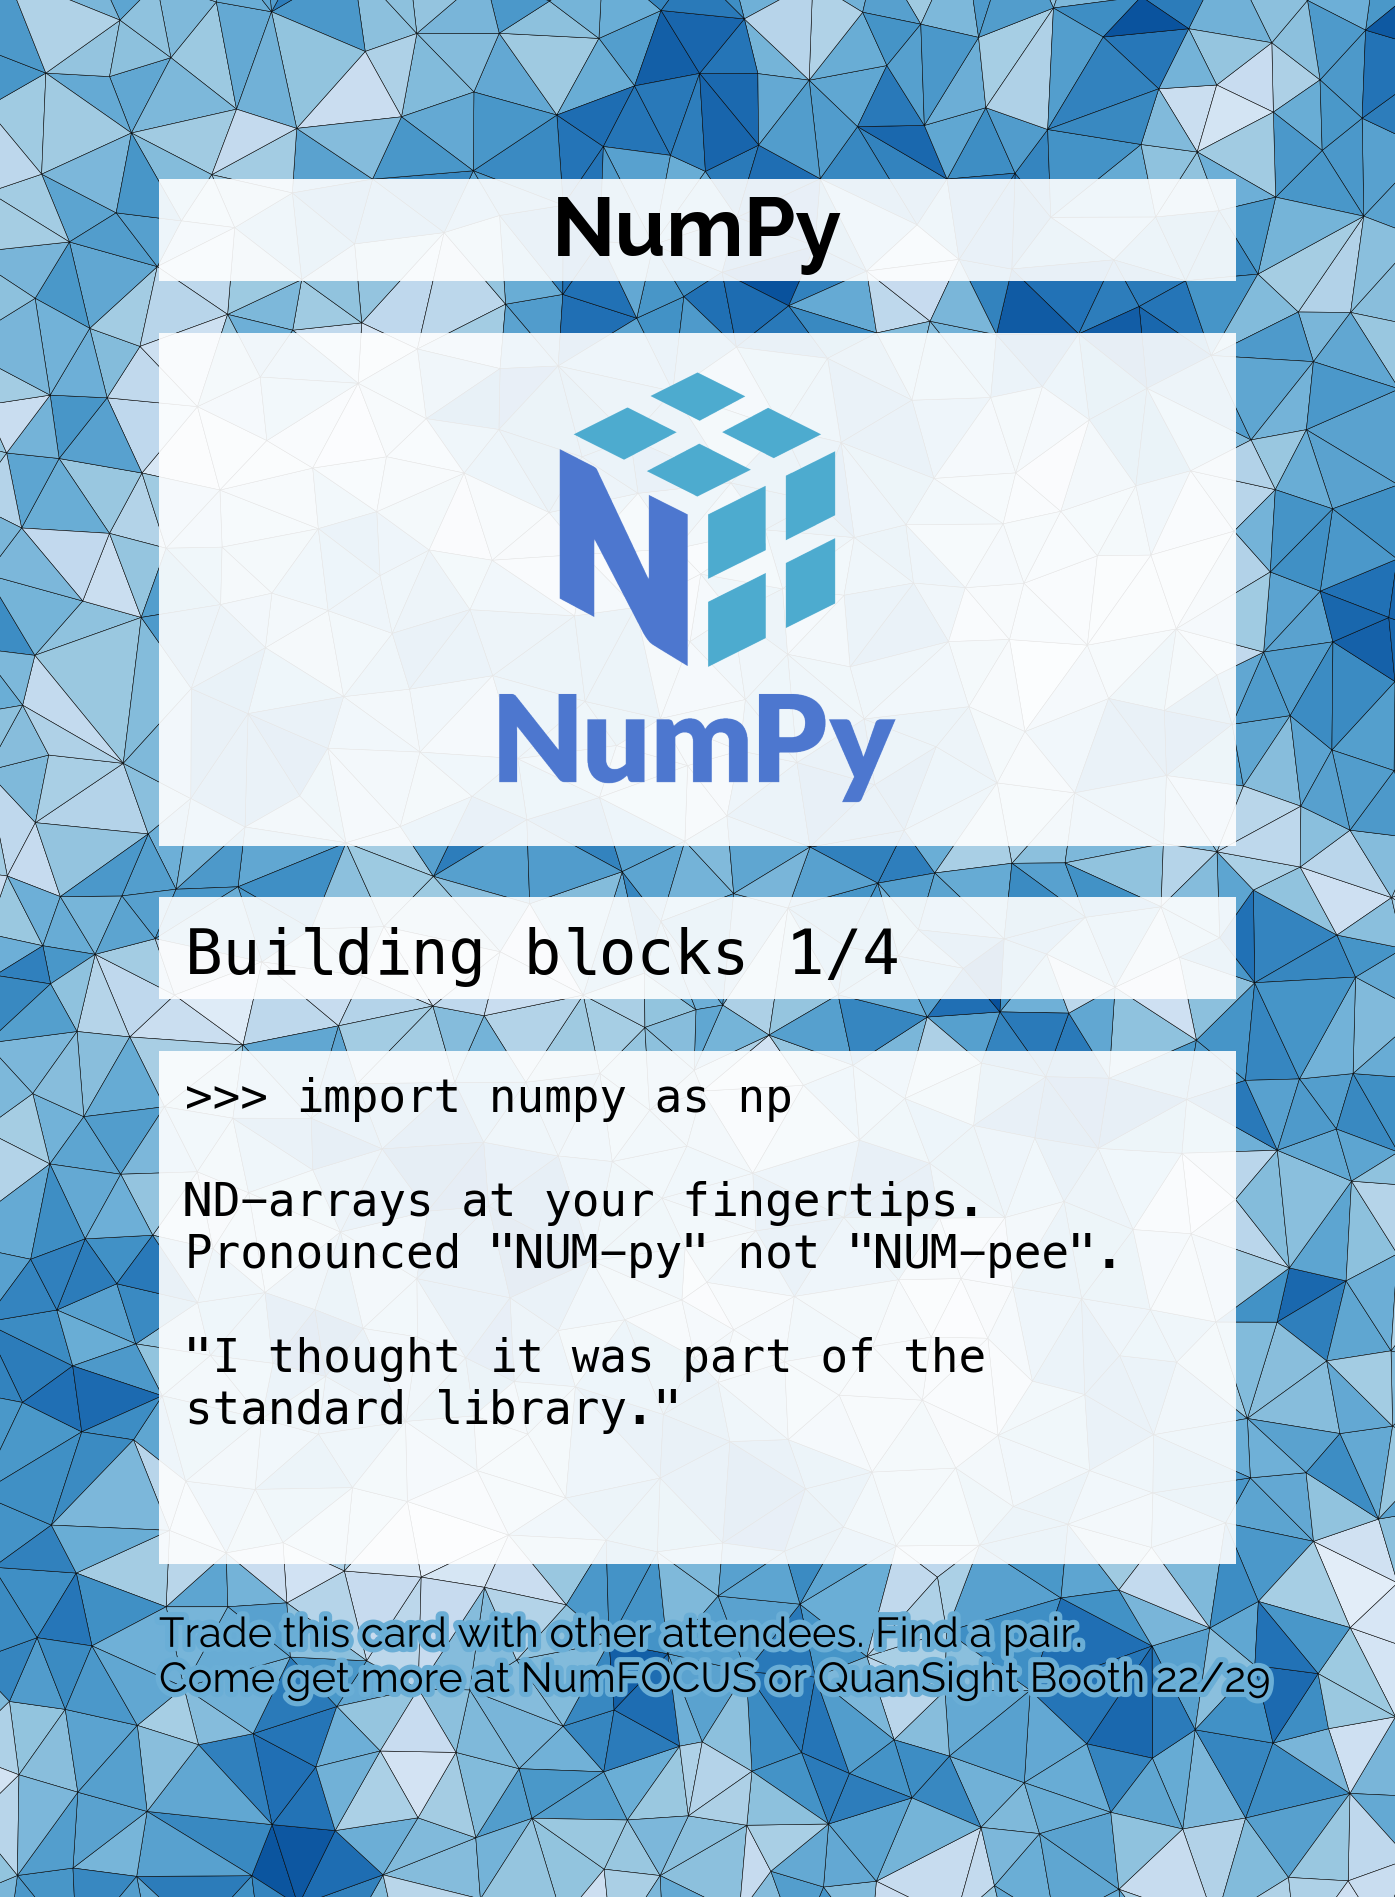 NumPy
NumPy
Building blocks 1/4
>>> import numpy as np
ND-arrays at your fingertips.
Pronounced "NUM-py" not "NUM-pee".
"I thought it was part of the
standard library."
Trade this card with other attendees. Find a pair.
Come get more at NumFOCUS or QuanSight Booth 22/29